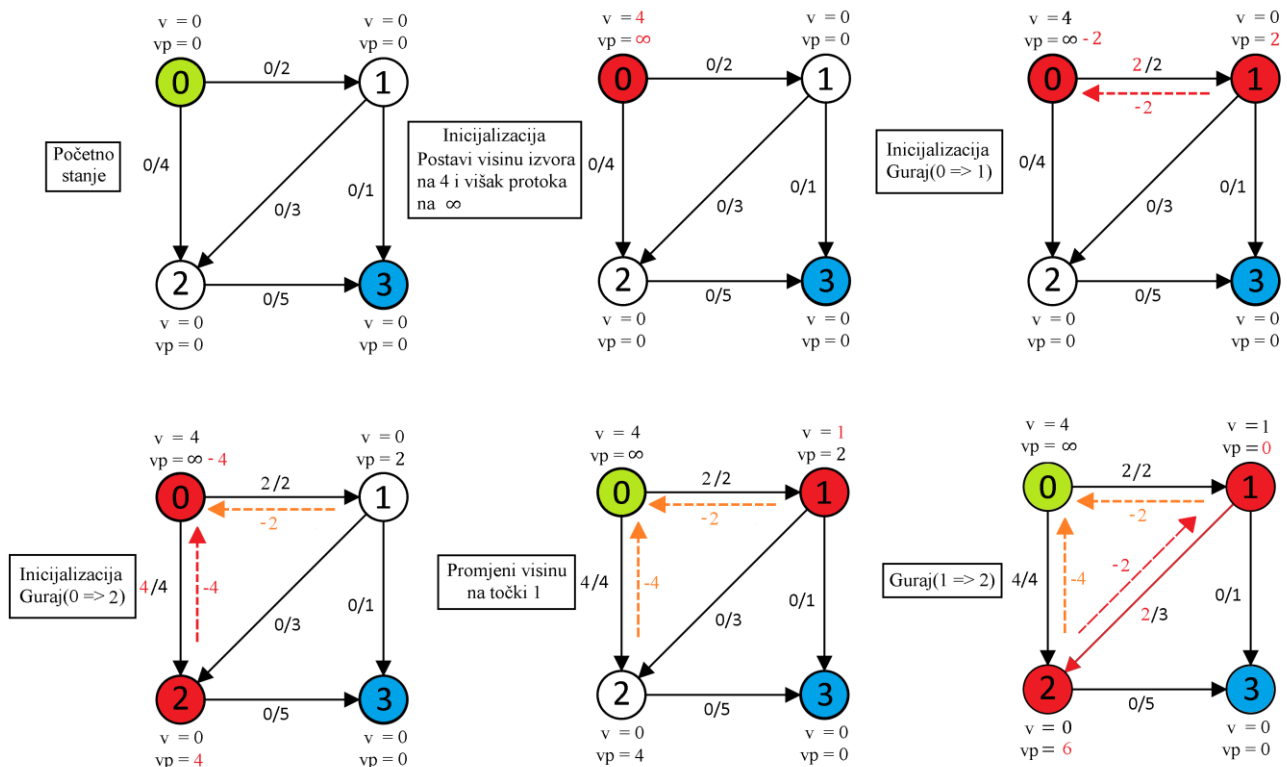 v = 0
vp = 0
v = 0
vp = 0
0
0/2
1
Početno
stanje
0/4
0/3
0/1
2
0/5
3
v = 0
vp = 0
v = 0
vp = 0
v = 4
vp = ∞
v = 0
vp = 0
0
0/2
1
Inicijalizacija
Postavi visinu izvora
na 4 i višak protoka
na ∞
0/4
0/3
0/1
2
0/5
3
v = 0
vp = 0
v = 0
vp = 0
v = 4
vp = ∞ -2
v = 0
vp = 2
0
2/2
1
-2
Inicijalizacija
Guraj(0 => 1)
0/4
0/3
0/1
2
0/5
3
v = 0
vp = 0
v = 0
vp = 0
v = 4
vp = ∞ -4
v = 0
vp = 2
0
2/2
1
-2
Inicijalizacija
Guraj(0 => 2)
4/4
-4
0/3
0/1
2
0/5
3
v = 0
vp = 4
v = 0
vp = 0
v = 4
vp = ∞
v = 1
vp = 2
0
2/2
1
-2
Promjeni visinu
na točki 1
4/4
-4
0/3
0/1
2
0/5
3
v = 0
vp = 4
v = 0
vp = 0
v = 4
vp = ∞
v = 1
vp = 0
0
2/2
1
-2
Guraj(1 => 2)
4/4
-4
-2
2/3
0/1
2
0/5
3
v = 0
vp = 6
v = 0
vp = 0